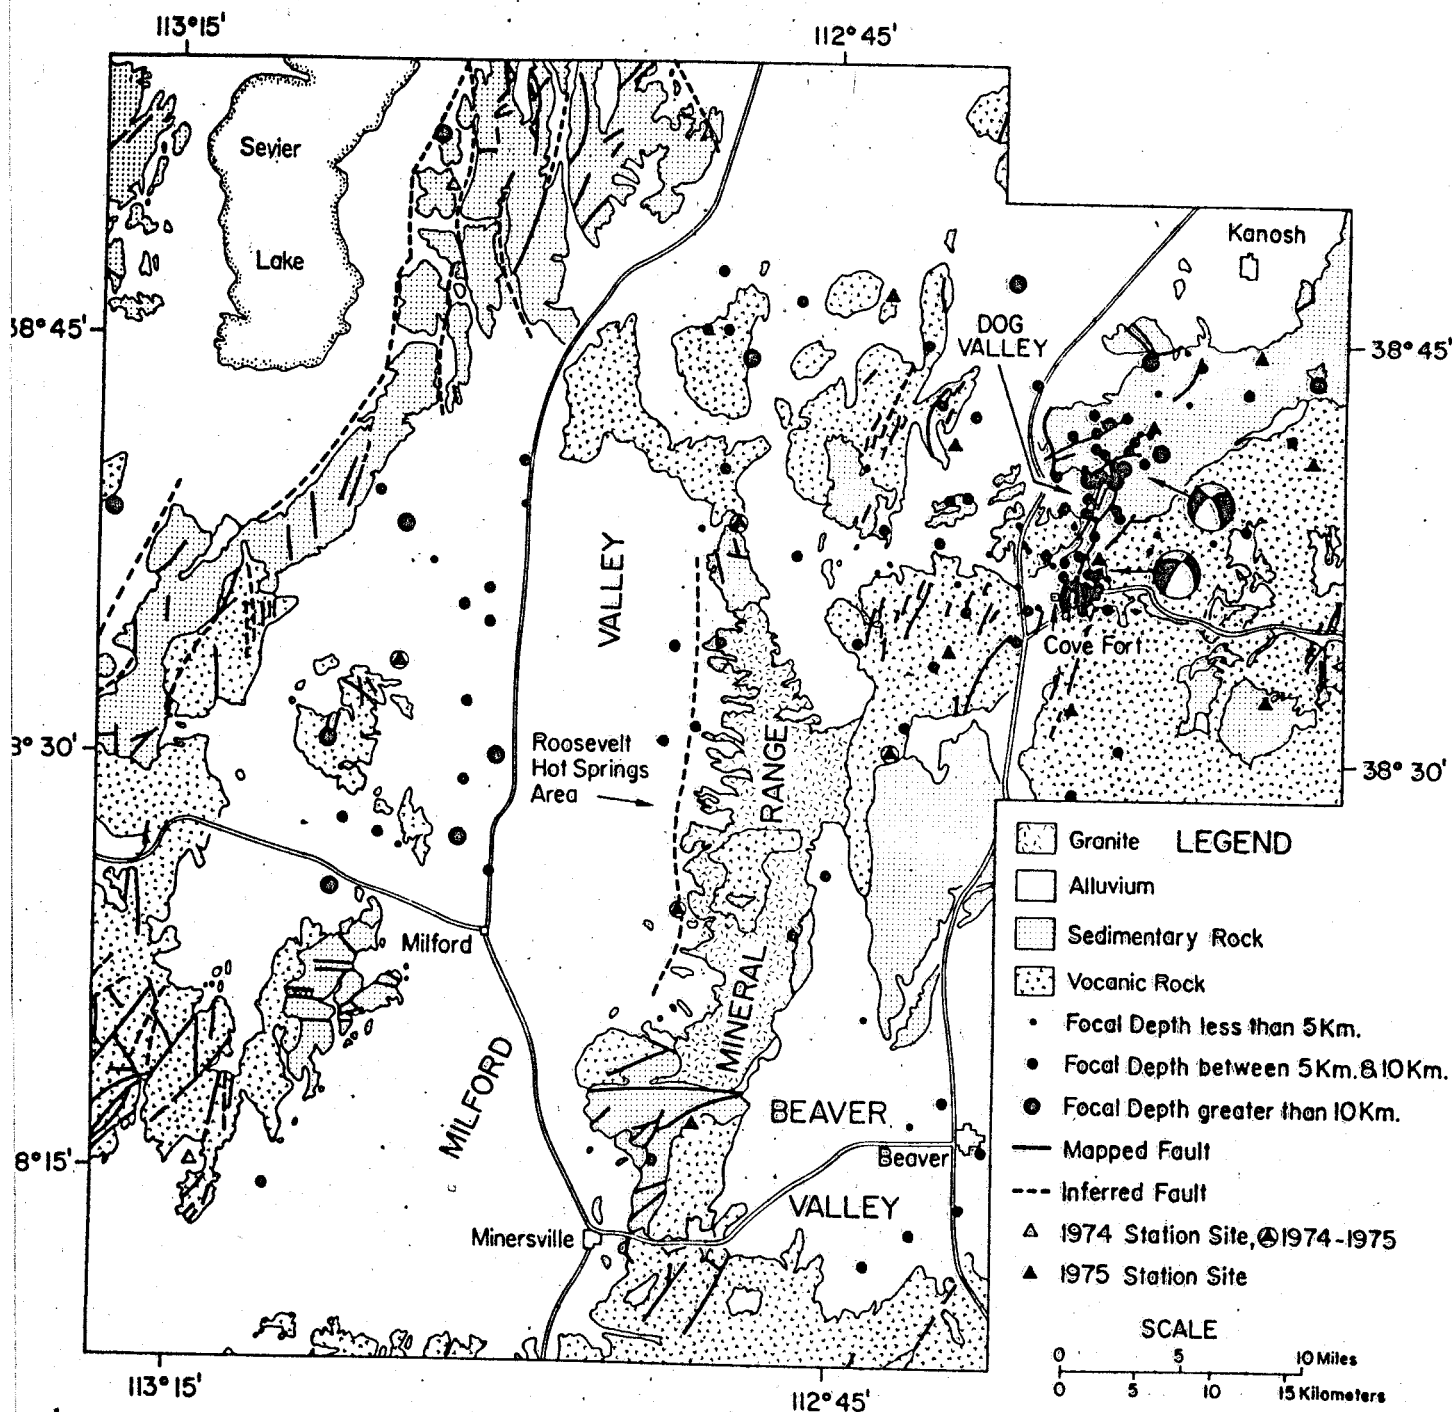 113°15'
112°45'
Sevier
Lake
Kanosh
DOG
VALLEY
38°45'
38°45'
VALLEY
Cove Fort
Roosevelt
Hot Springs
Area
RANGE
8°30'
38°30'
LEGEND
Granite
Alluvium
Sedimentary Rock
Vocanic Rock
Focal Depth less than 5Km.
Focal Depth between 5Km.&10Km.
Focal Depth greater than 10Km.
Mapped Fault
Inferred Fault
1974 Station Site, 1974-1975
1975 Station Site
Milford
MINERAL
MILFORD
BEAVER
Beaver
8°15'
VALLEY
Minersville
SCALE
0 5 10 Miles
0 5 10 15 Kilometers
113°15'
112°45'